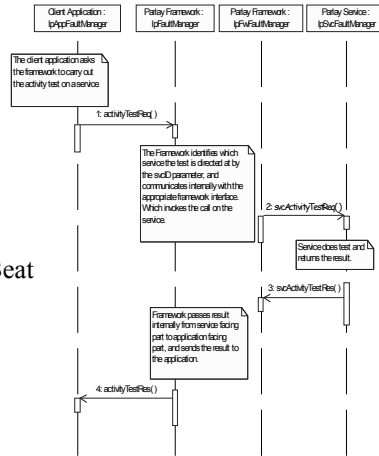 Client Application :
IpAppFaultManager
Parlay Framework :
IpFaultManager
Parlay Framework :
IpFwFaultManager
Parlay Service :
IpSvcFaultManager
The client application asks
the framework to carry out
the activity test on a service
1: activityTestReq( )
The Framework identifies which
service the test is directed at by
the svcID parameter, and
communicates internally with the
appropriate framework interface.
Which invokes the call on the
service.
2: svcActivityTestReq( )
Service does test and
returns the result.
Beat
3: svcActivityTestRes( )
Framework passes result
internally from service facing
part to application facing
part, and sends the result to
the application.
4: activityTestRes( )